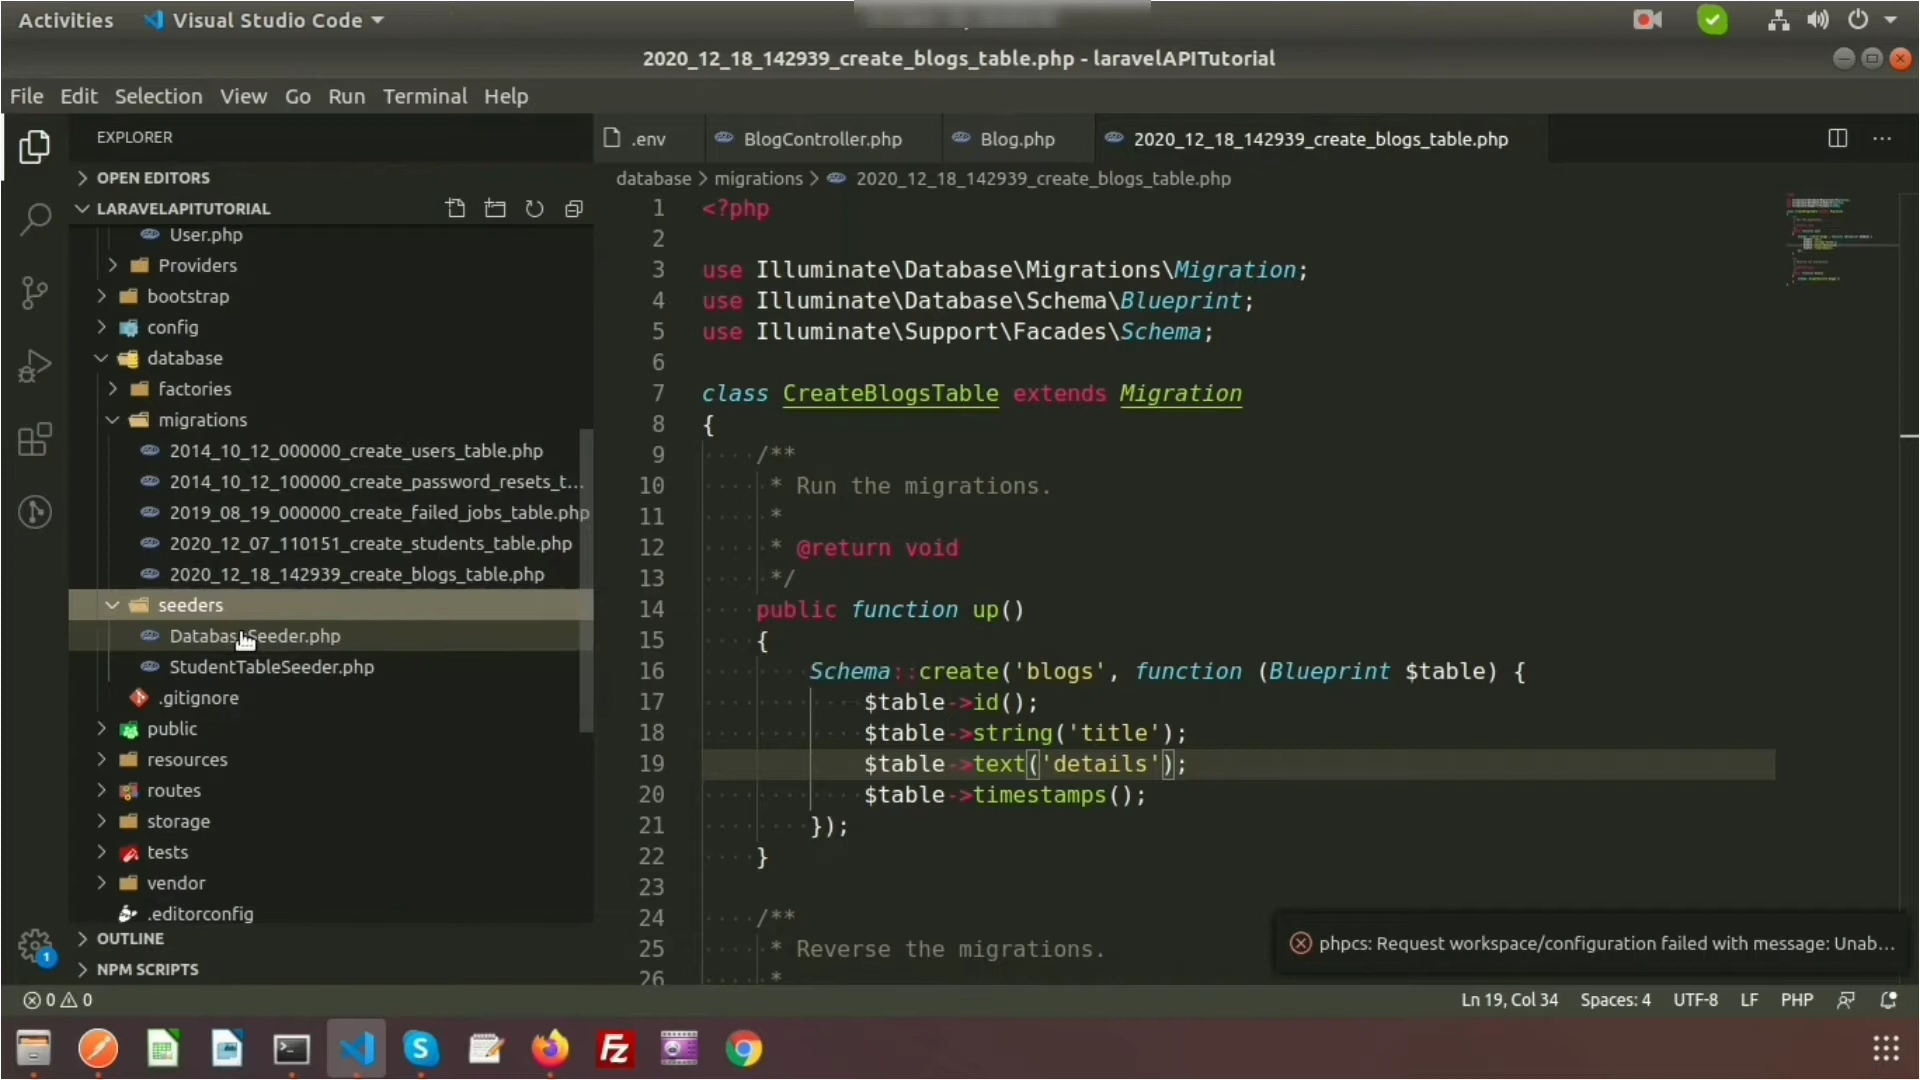 Activities Visual Studio Code
2020_12_18_142939_create_blogs_table.php - laravelAPITutorial
File Edit Selection View Go Run Terminal Help
EXPLORER
OPEN EDITORS
LARAVELAPITUTORIAL
User.php
Providers
bootstrap
config
database
factories
migrations
2014_10_12_000000_create_users_table.php
2014_10_12_100000_create_password_resets_t...
2019_08_19_000000_create_failed_jobs_table.php
2020_12_07_110151_create_students_table.php
2020_12_18_142939_create_blogs_table.php
seeders
DatabaseSeeder.php
StudentTableSeeder.php
.gitignore
public
resources
routes
storage
tests
vendor
.editorconfig
OUTLINE
NPM SCRIPTS
.env BlogController.php Blog.php 2020_12_18_142939_create_blogs_table.php ...
database > migrations > 2020_12_18_142939_create_blogs_table.php
1 <?php
2
3 use Illuminate\Database\Migrations\Migration;
4 use Illuminate\Database\Schema\Blueprint;
5 use Illuminate\Support\Facades\Schema;
6
7 class CreateBlogsTable extends Migration
8 {
9 /**
10 * Run the migrations.
11 *
12 * @return void
13 */
14 public function up()
15 {
16 Schema::create('blogs', function (Blueprint $table) {
17 $table->id();
18 $table->string('title');
19 $table->text('details');
20 $table->timestamps();
21 });
22 }
23
24 /**
25 * Reverse the migrations.
26 *
phpcs: Request workspace/configuration failed with message: Unab...
1
0 0 Ln 19, Col 34 Spaces: 4 UTF-8 LF PHP